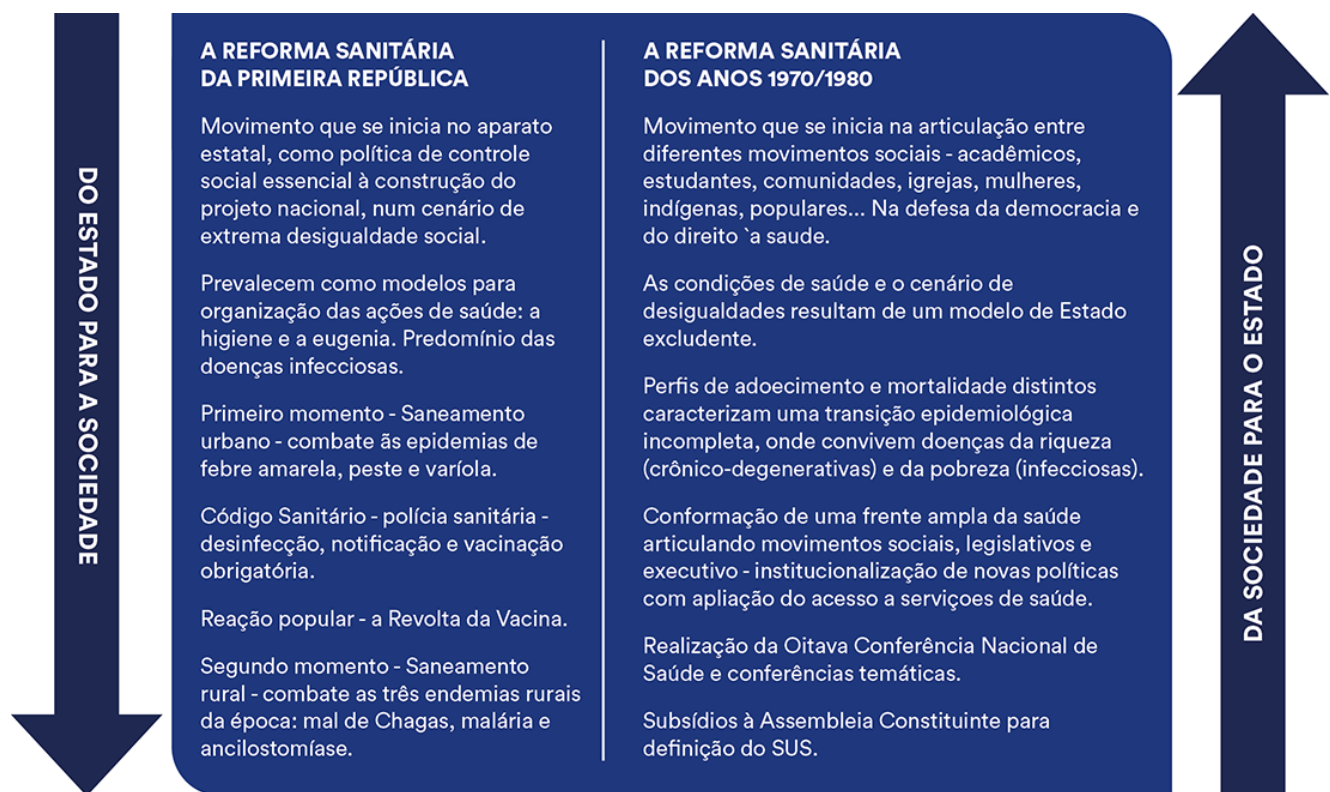 DO ESTADO PARA A SOCIEDADE
A REFORMA SANITÁRIA
DA PRIMEIRA REPÚBLICA
Movimento que se inicia no aparato
estatal, como política de controle
social essencial à construção do
projeto nacional, num cenário de
extrema desigualdade social.
Prevalecem como modelos para
organização das ações de saúde: a
higiene e a eugenia. Predomínio das
doenças infecciosas.
Primeiro momento - Saneamento
urbano - combate ãs epidemias de
febre amarela, peste e varíola.
Código Sanitário - polícia sanitária -
desinfecção, notificação e vacinação
obrigatória.
Reação popular - a Revolta da Vacina.
Segundo momento - Saneamento
rural - combate as três endemias rurais
da época: mal de Chagas, malária e
ancilostomíase.
A REFORMA SANITÁRIA
DOS ANOS 1970/1980
Movimento que se inicia na articulação entre
diferentes movimentos sociais - acadêmicos,
estudantes, comunidades, igrejas, mulheres,
indígenas, populares... Na defesa da democracia e
do direito `a saude.
As condições de saúde e o cenário de
desigualdades resultam de um modelo de Estado
excludente.
Perfis de adoecimento e mortalidade distintos
caracterizam uma transição epidemiológica
incompleta, onde convivem doenças da riqueza
(crônico-degenerativas) e da pobreza (infecciosas).
Conformação de uma frente ampla da saúde
articulando movimentos sociais, legislativos e
executivo - institucionalização de novas políticas
com apliação do acesso a serviçoes de saúde.
Realização da Oitava Conferência Nacional de
Saúde e conferências temáticas.
Subsídios à Assembleia Constituinte para
definição do SUS.
DA SOCIEDADE PARA O ESTADO